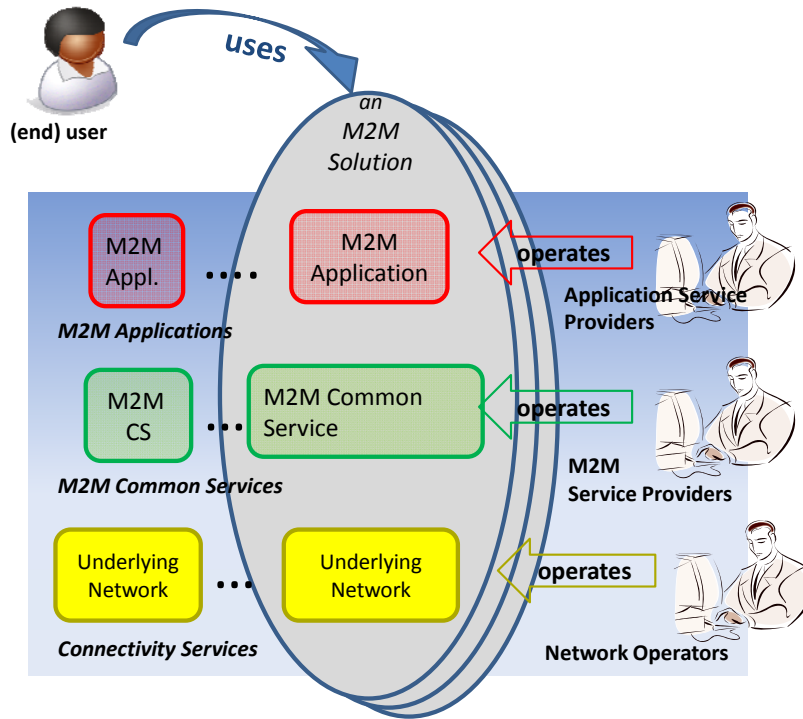 uses
(end) user
an
M2M
Solution
M2M
Appl.
....
M2M
Application
operates
Application Service
Providers
M2M Applications
M2M
CS
...
M2M Common
Service
operates
M2M
Service Providers
M2M Common Services
Underlying
Network
...
Underlying
Network
operates
Network Operators
Connectivity Services